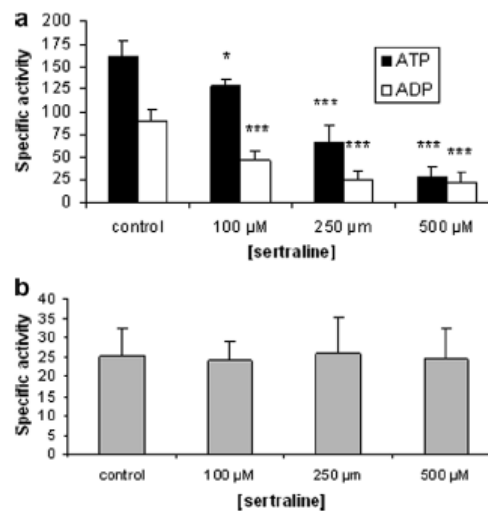 a
Specific activity
200
175
150
125
100
75
50
25
0
ATP
ADP
*
***
***
***
***
***
control 100 µM 250 µm 500 µM
[sertraline]
b
Specific activity
40
35
30
25
20
15
10
5
0
control 100 µM 250 µm 500 µM
[sertraline]